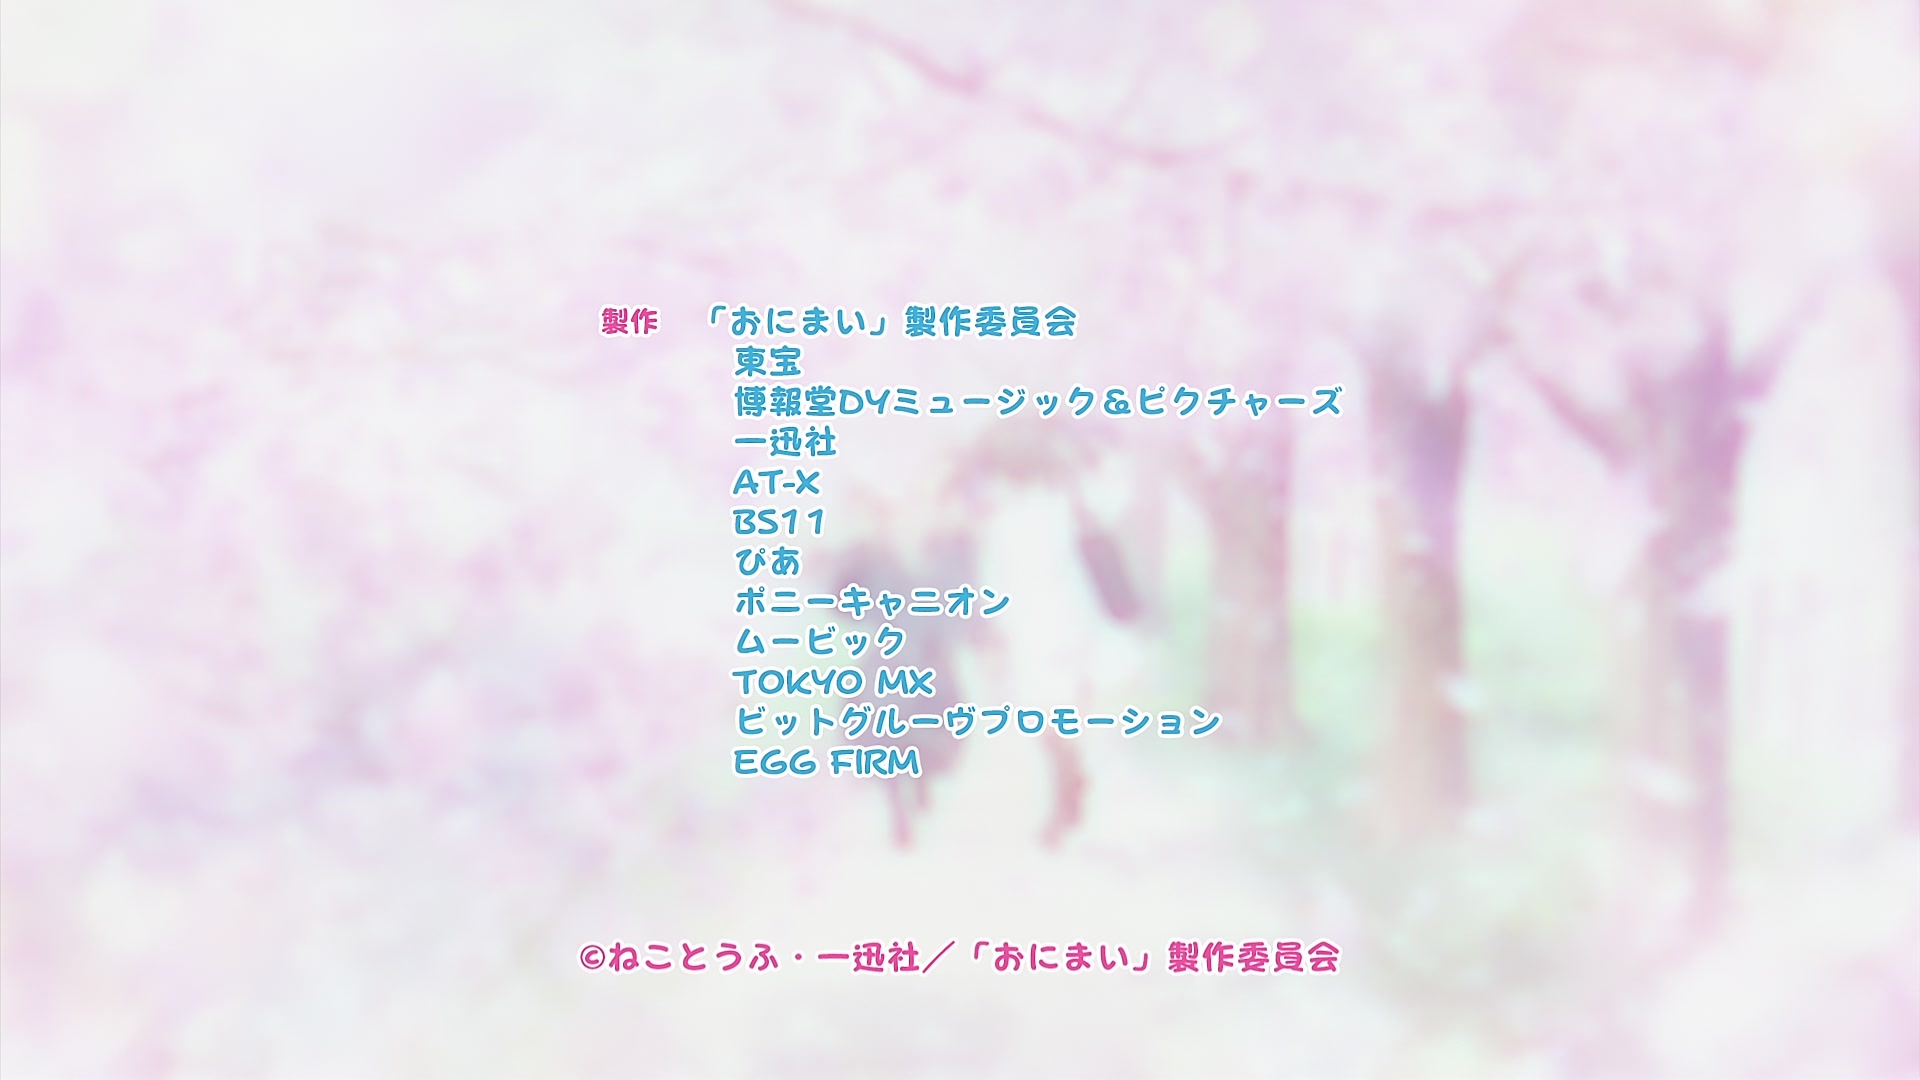 製作 「おにまい」製作委員会
東宝
博報堂DYミュージック＆ピクチャーズ
一迅社
AT-X
BS11
ぴあ
ポニーキャニオン
ムービック
TOKYO MX
ビットグルーヴプロモーション
EGG FIRM
©ねことうふ・一迅社／「おにまい」製作委員会